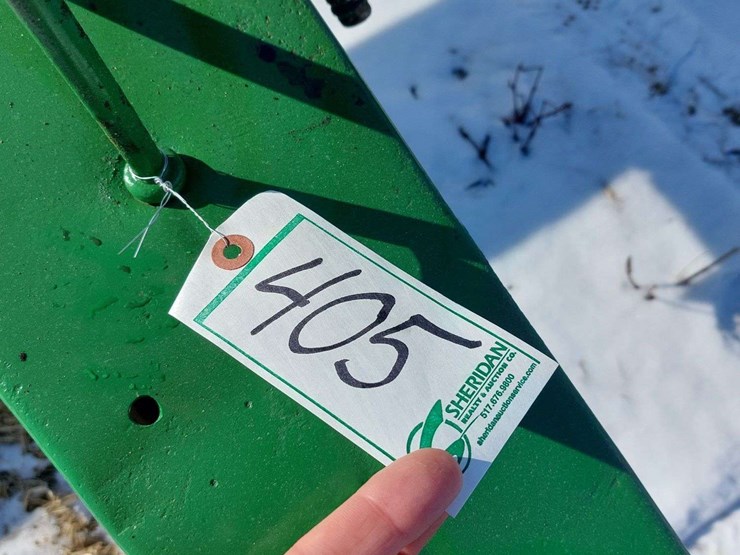 405
SHERIDAN
REALTY & AUCTION CO.
517.676.9800
sheridanauctionservice.com